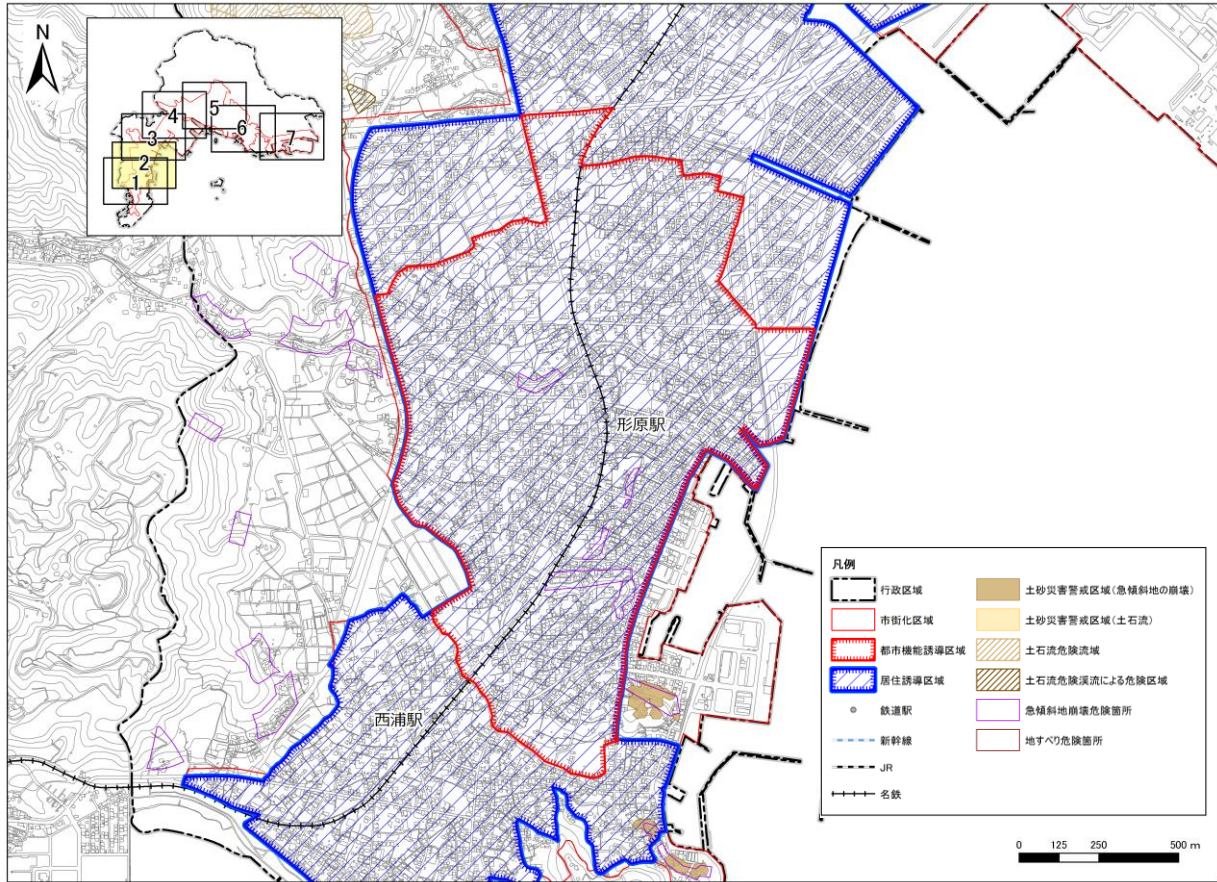 N
5
4
6
7
3
2
1
形原駅
西浦駅
凡例
行政区域
市街化区域
都市機能誘導区域
居住誘導区域
鉄道駅
新幹線
JR
名鉄
土砂災害警戒区域(急傾斜地の崩壊)
土砂災害警戒区域(土石流)
土石流危険流域
土石流危険渓流による危険区域
急傾斜地崩壊危険箇所
地すべり危険箇所
0 125 250 500 m